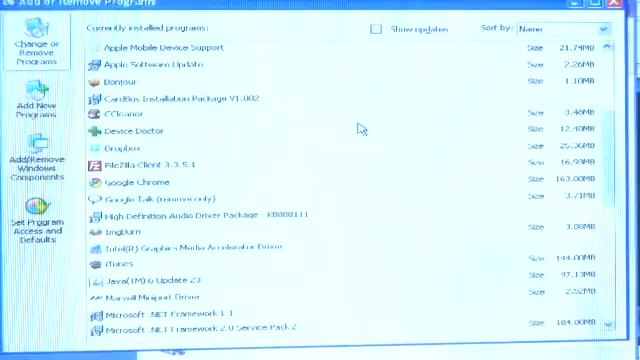 Add or Remove Programs
Currently installed programs:
Show updates
Sort by: Name
Change or
Remove
Programs
Add New
Programs
Add/Remove
Windows
Components
Set Program
Access and
Defaults
Apple Mobile Device Support Size 21.74MB
Apple Software Update Size 2.26MB
Bonjour Size 1.10MB
CardBus Installation Package V1.002
CCleaner Size 3.48MB
Device Doctor Size 12.40MB
Dropbox Size 25.36MB
FileZilla Client 3.3.5.1 Size 16.93MB
Google Chrome Size 163.00MB
Google Talk (remove only) Size 3.71MB
High Definition Audio Driver Package - KB888111
ImgBurn Size 3.08MB
Intel(R) Graphics Media Accelerator Driver
iTunes Size 144.00MB
Java(TM) 6 Update 23 Size 97.13MB
Marvell Miniport Driver Size 2.52MB
Microsoft .NET Framework 1.1
Microsoft .NET Framework 2.0 Service Pack 2 Size 184.00MB